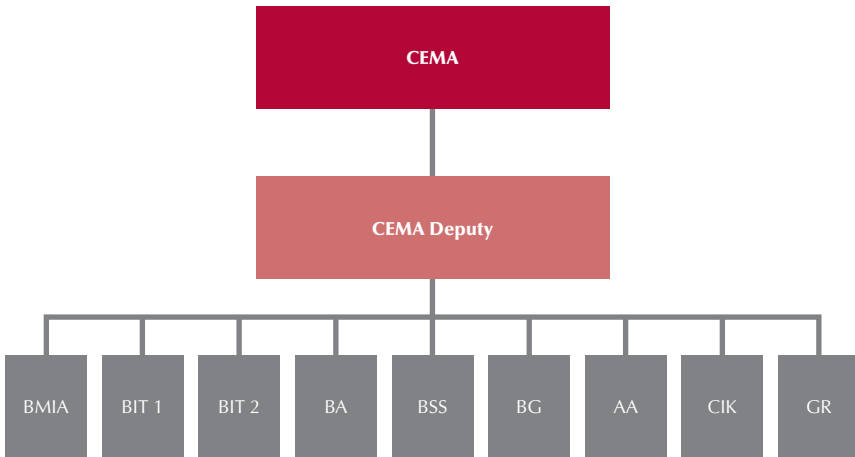 CEMA
CEMA Deputy
BMIA
BIT 1
BIT 2
BA
BSS
BG
AA
CIK
GR